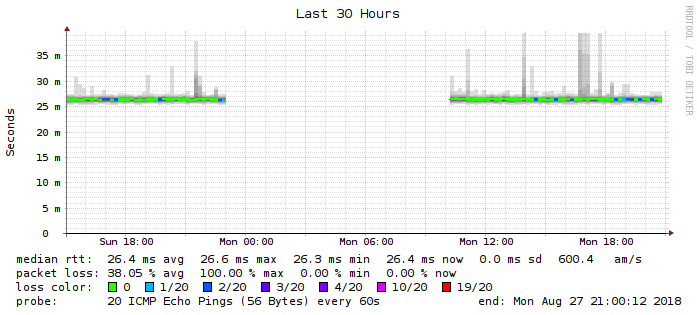 Last 30 Hours
RRDTOOL / TOBI OETIKER
Seconds
35 m
30 m
25 m
20 m
15 m
10 m
5 m
0
Sun 18:00 Mon 00:00 Mon 06:00 Mon 12:00 Mon 18:00
median rtt: 26.4 ms avg 26.6 ms max 26.3 ms min 26.4 ms now 0.0 ms sd 600.4 am/s
packet loss: 38.05 % avg 100.00 % max 0.00 % min 0.00 % now
loss color: 0 1/20 2/20 3/20 4/20 10/20 19/20
probe: 20 ICMP Echo Pings (56 Bytes) every 60s end: Mon Aug 27 21:00:12 2018